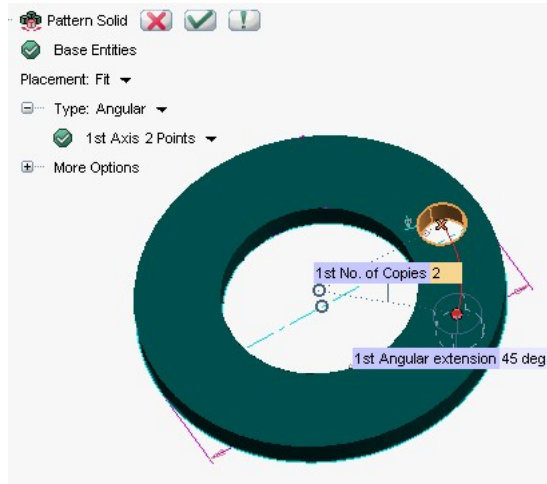 Pattern Solid
Base Entities
Placement: Fit
Type: Angular
1st Axis 2 Points
More Options
1st No. of Copies 2
1st Angular extension 45 deg